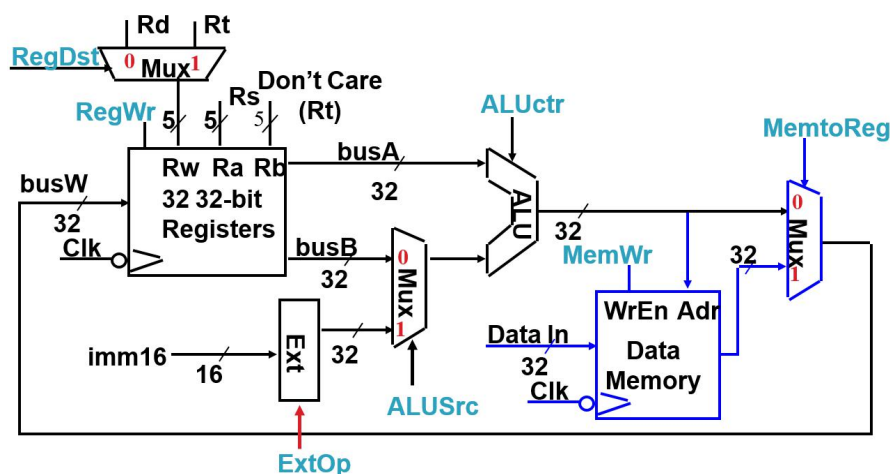 Rd Rt
RegDst 0 Mux 1
Don't Care
Rs (Rt)
RegWr 5 5 5
ALUctr
MemtoReg
Rw Ra Rb
busA
32
busW
32
32 32-bit
Registers
Clk
ALU
32
0
Mux
1
32
busB
32
0
Mux
1
MemWr
WrEn Adr
Data In
32
Data
Memory
Clk
imm16
16
Ext
32
ALUSrc
ExtOp